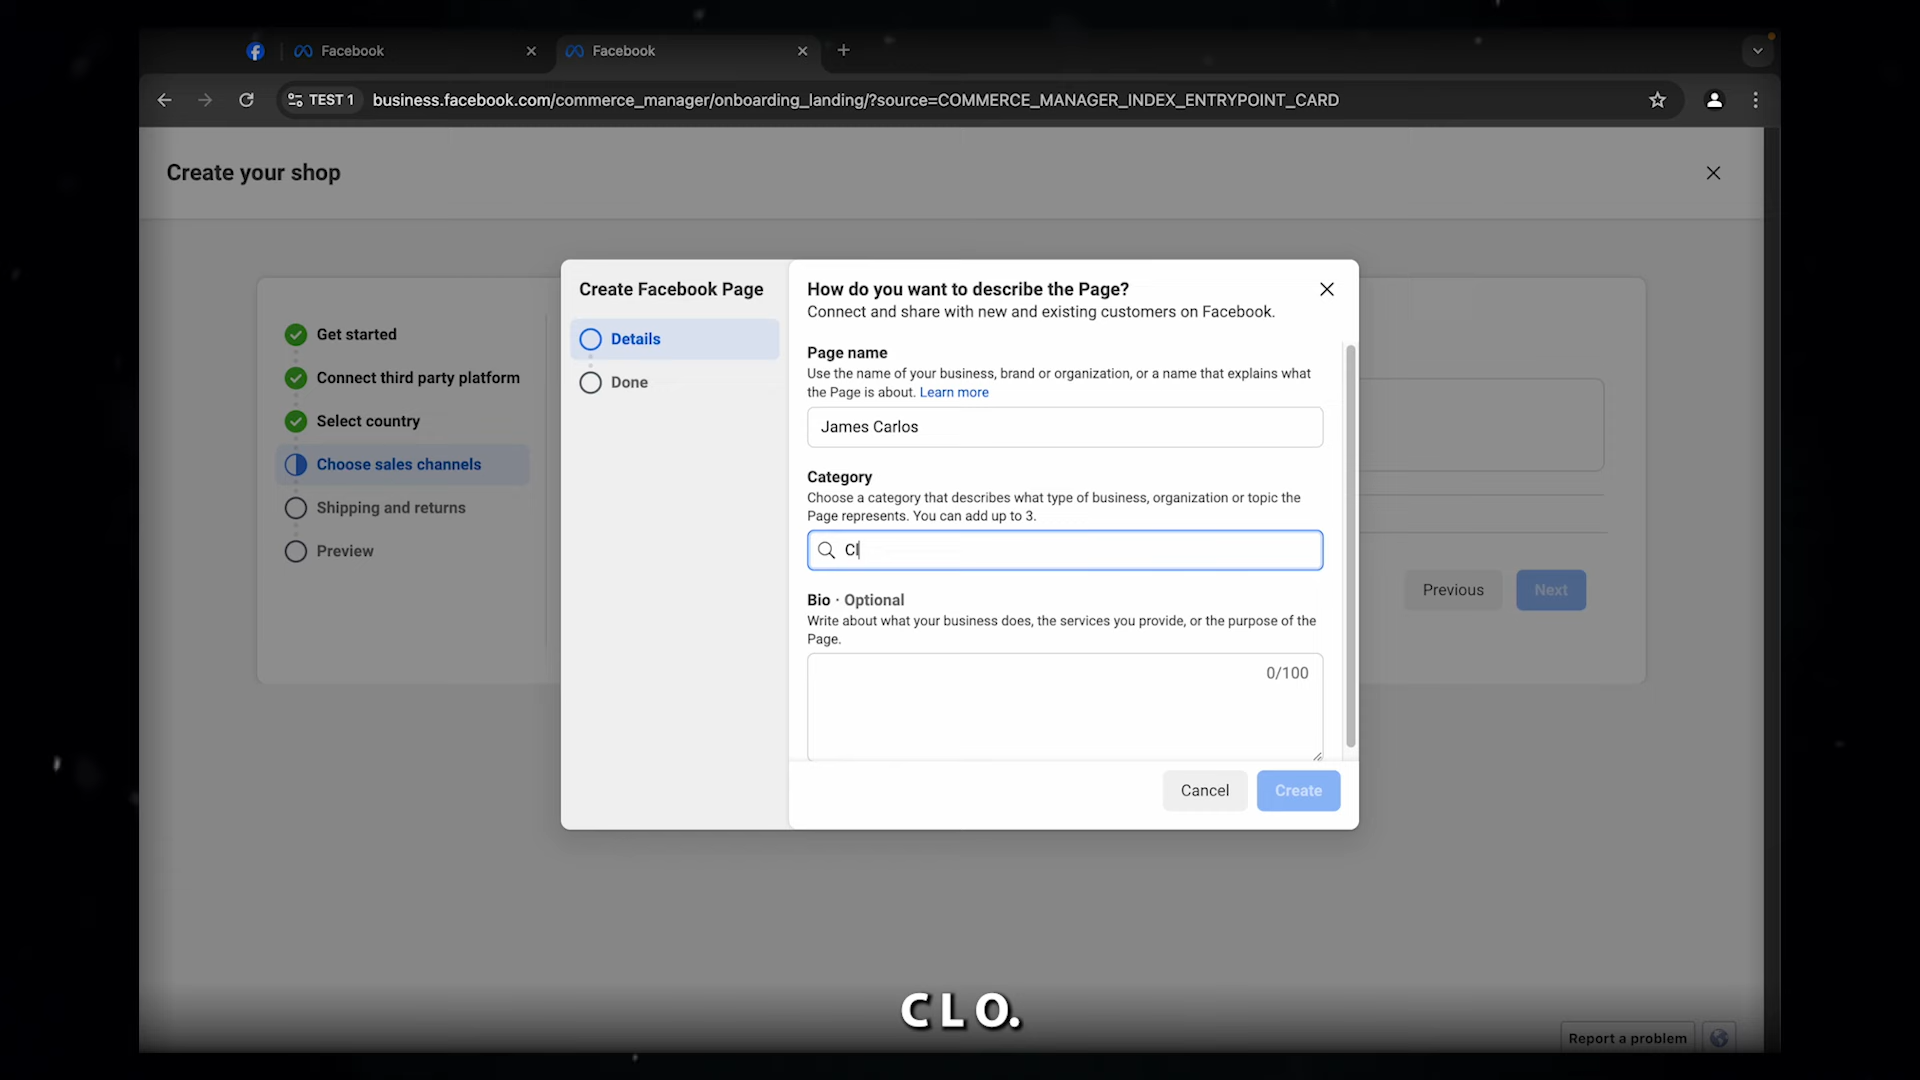 Facebook
Facebook
TEST 1
business.facebook.com/commerce_manager/onboarding_landing/?source=COMMERCE_MANAGER_INDEX_ENTRYPOINT_CARD
Create your shop
Get started
Connect third party platform
Select country
Choose sales channels
Shipping and returns
Preview
Create Facebook Page
Details
Done
How do you want to describe the Page?
Connect and share with new and existing customers on Facebook.
Page name
Use the name of your business, brand or organization, or a name that explains what
the Page is about. Learn more
James Carlos
Category
Choose a category that describes what type of business, organization or topic the
Page represents. You can add up to 3.
Cl
Bio · Optional
Write about what your business does, the services you provide, or the purpose of the
Page.
0/100
Cancel
Create
Previous
Next
CLO.
Report a problem